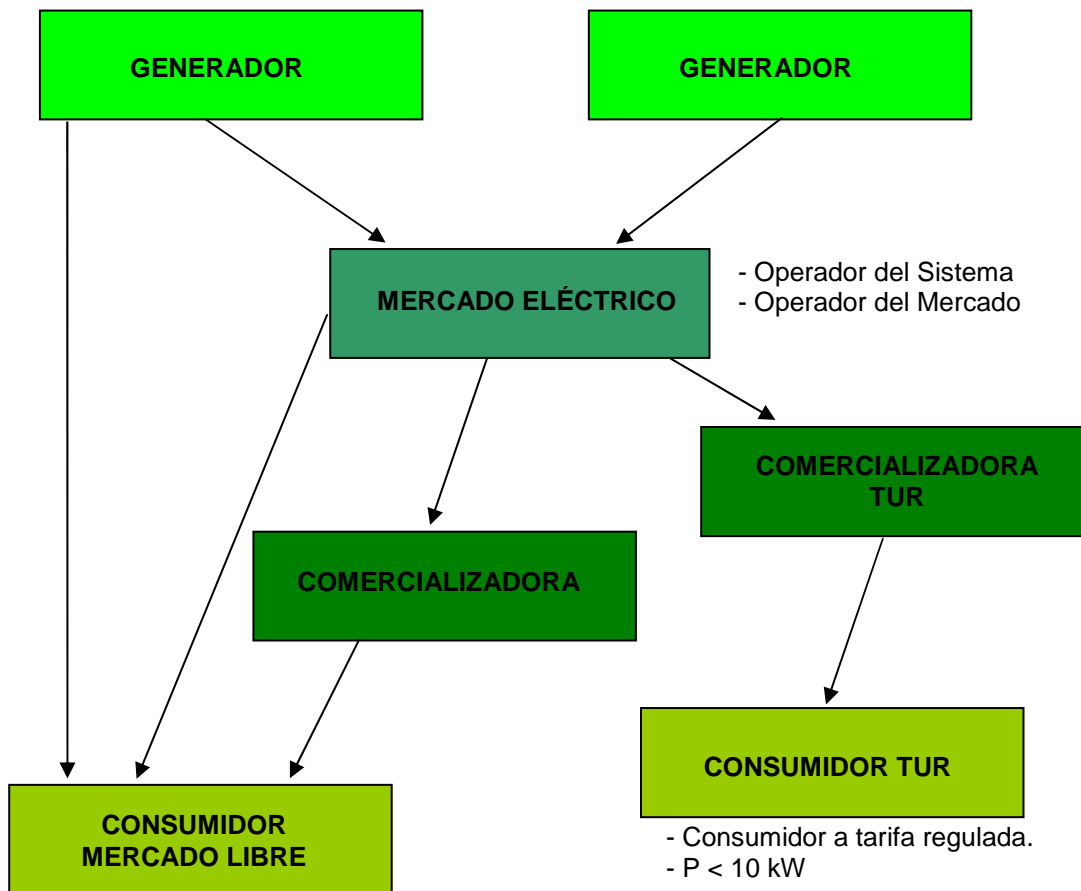 GENERADOR
GENERADOR
MERCADO ELÉCTRICO
- Operador del Sistema
- Operador del Mercado
COMERCIALIZADORA
TUR
COMERCIALIZADORA
CONSUMIDOR TUR
- Consumidor a tarifa regulada.
- P < 10 kW
CONSUMIDOR
MERCADO LIBRE